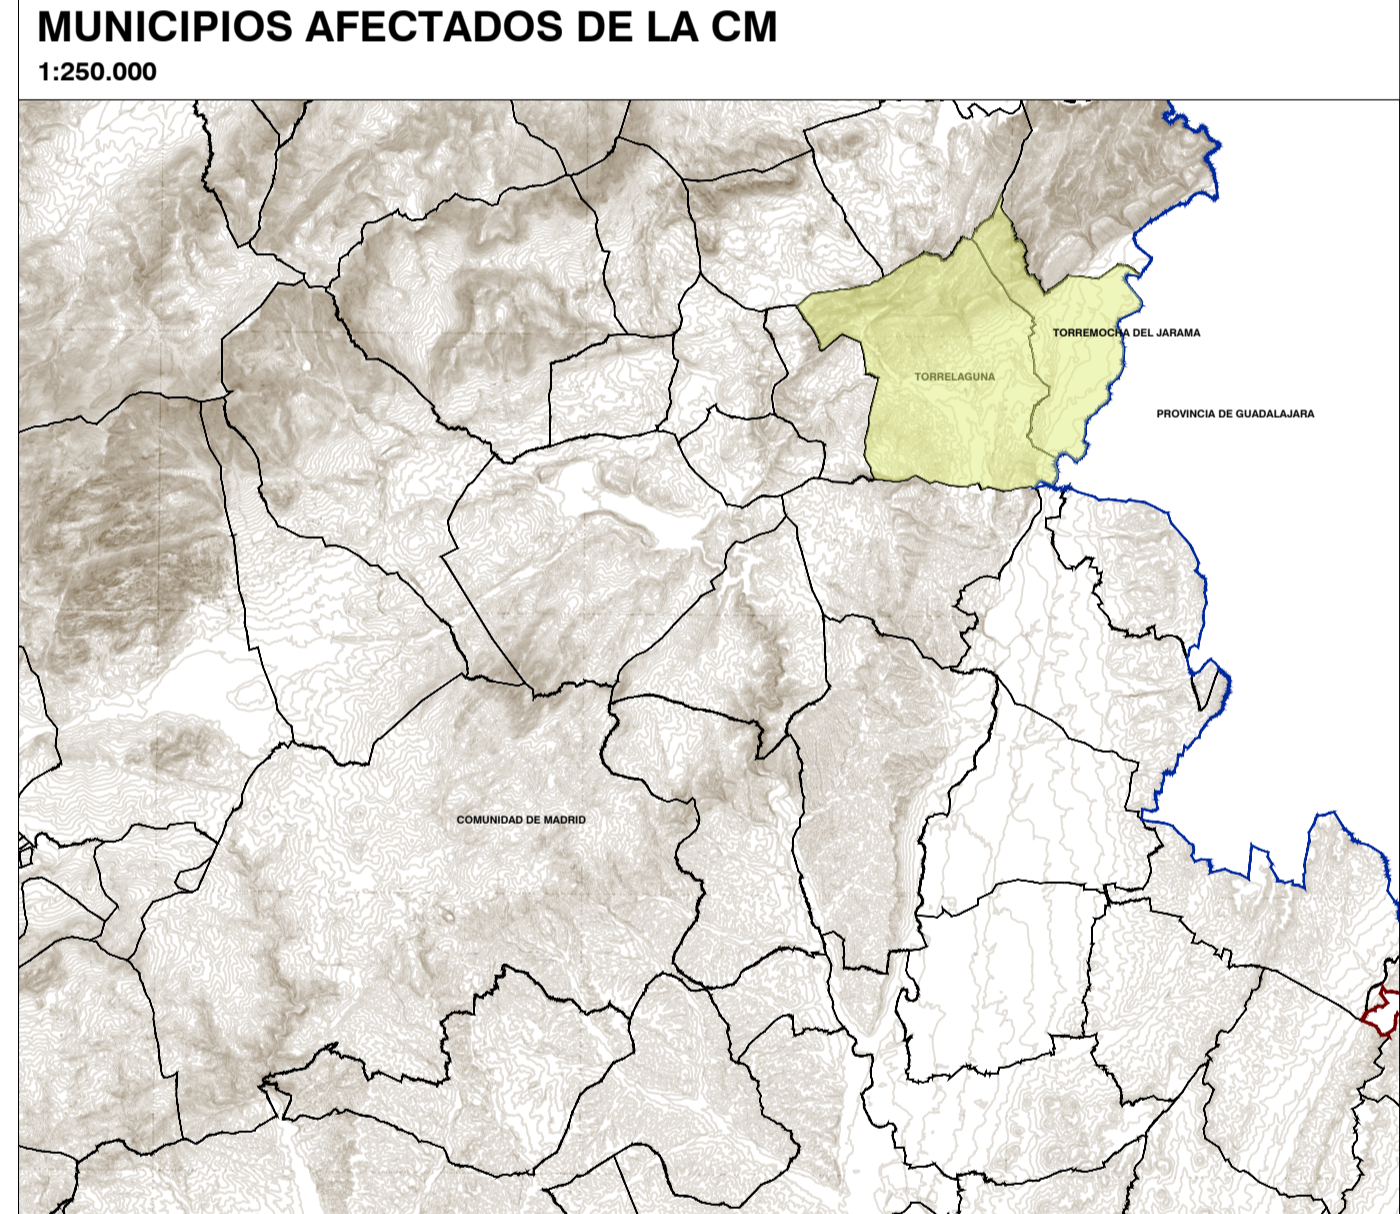 MUNICIPIOS AFECTADOS DE LA CM
1:250.000
TORREMOCHA DEL JARAMA
TORRELAGUNA
PROVINCIA DE GUADALAJARA
COMUNIDAD DE MADRID